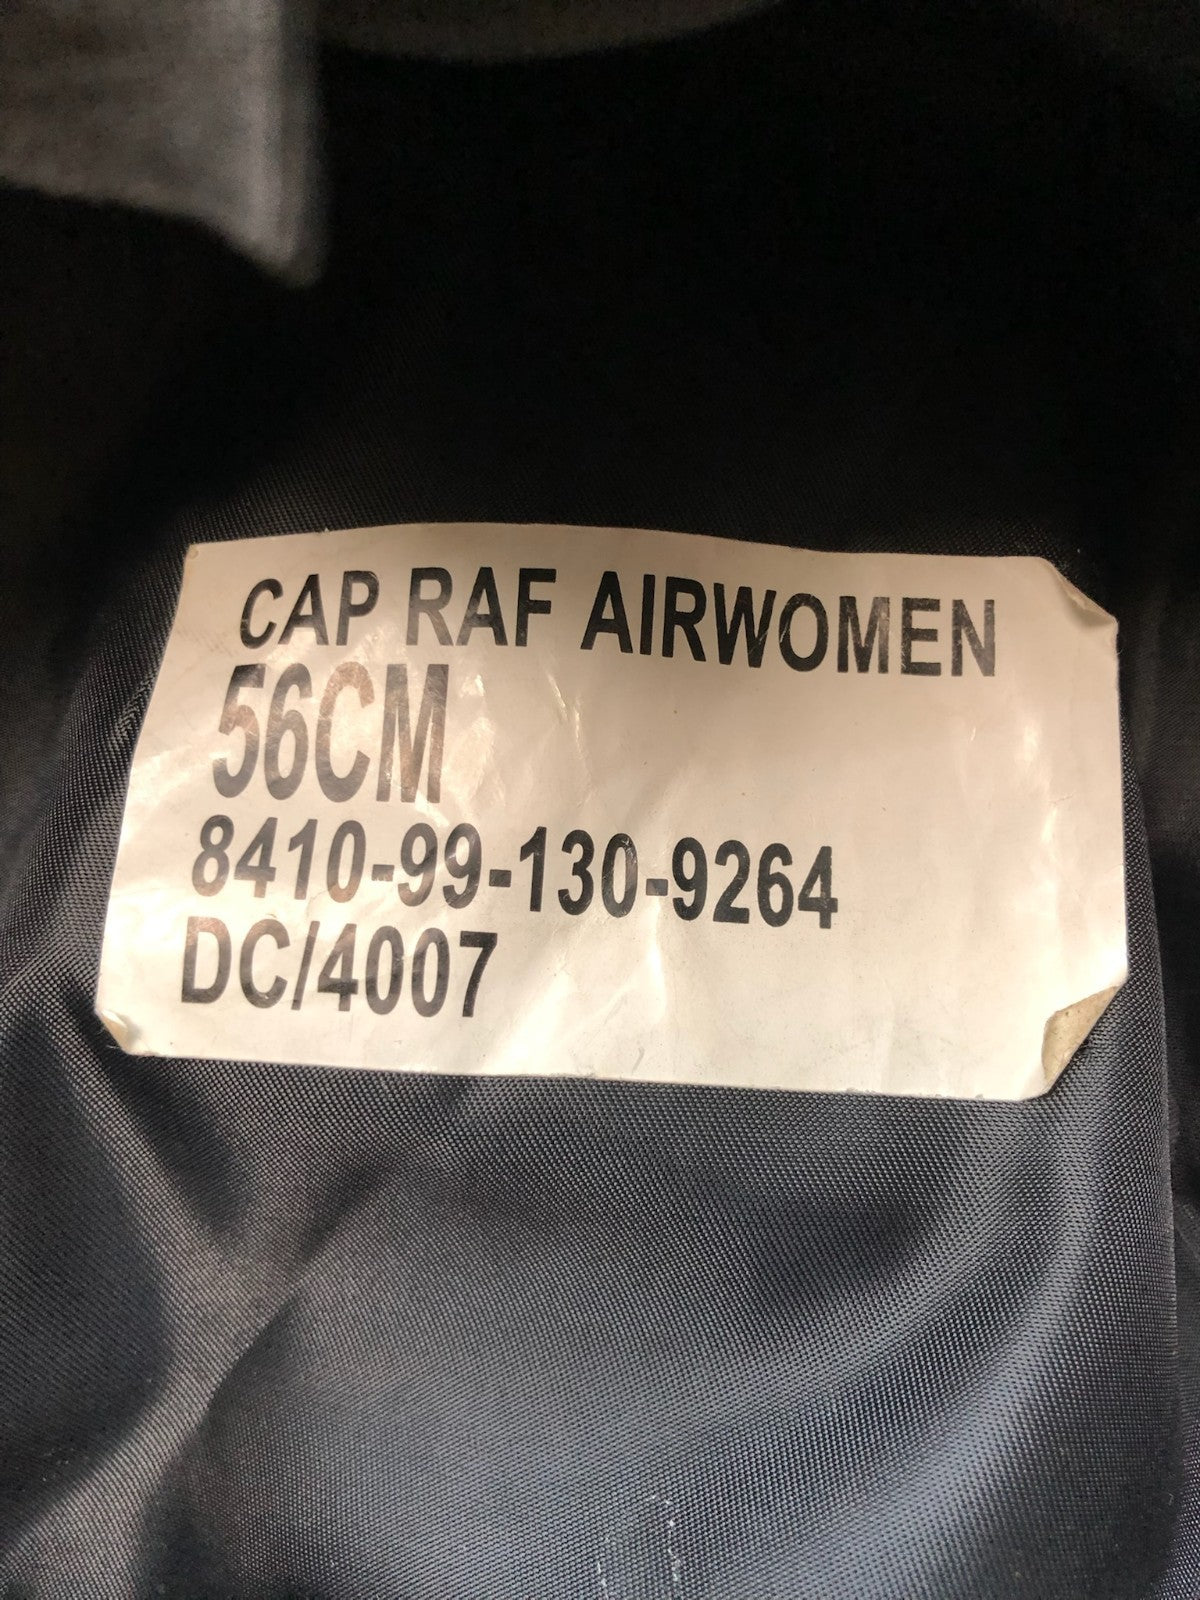 CAP RAF AIRWOMEN
56CM
8410-99-130-9264
DC/4007